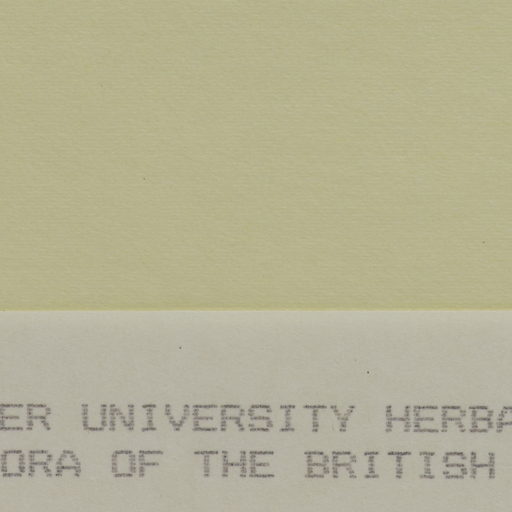 ER UNIVERSITY HERBA
ORA OF THE BRITISH